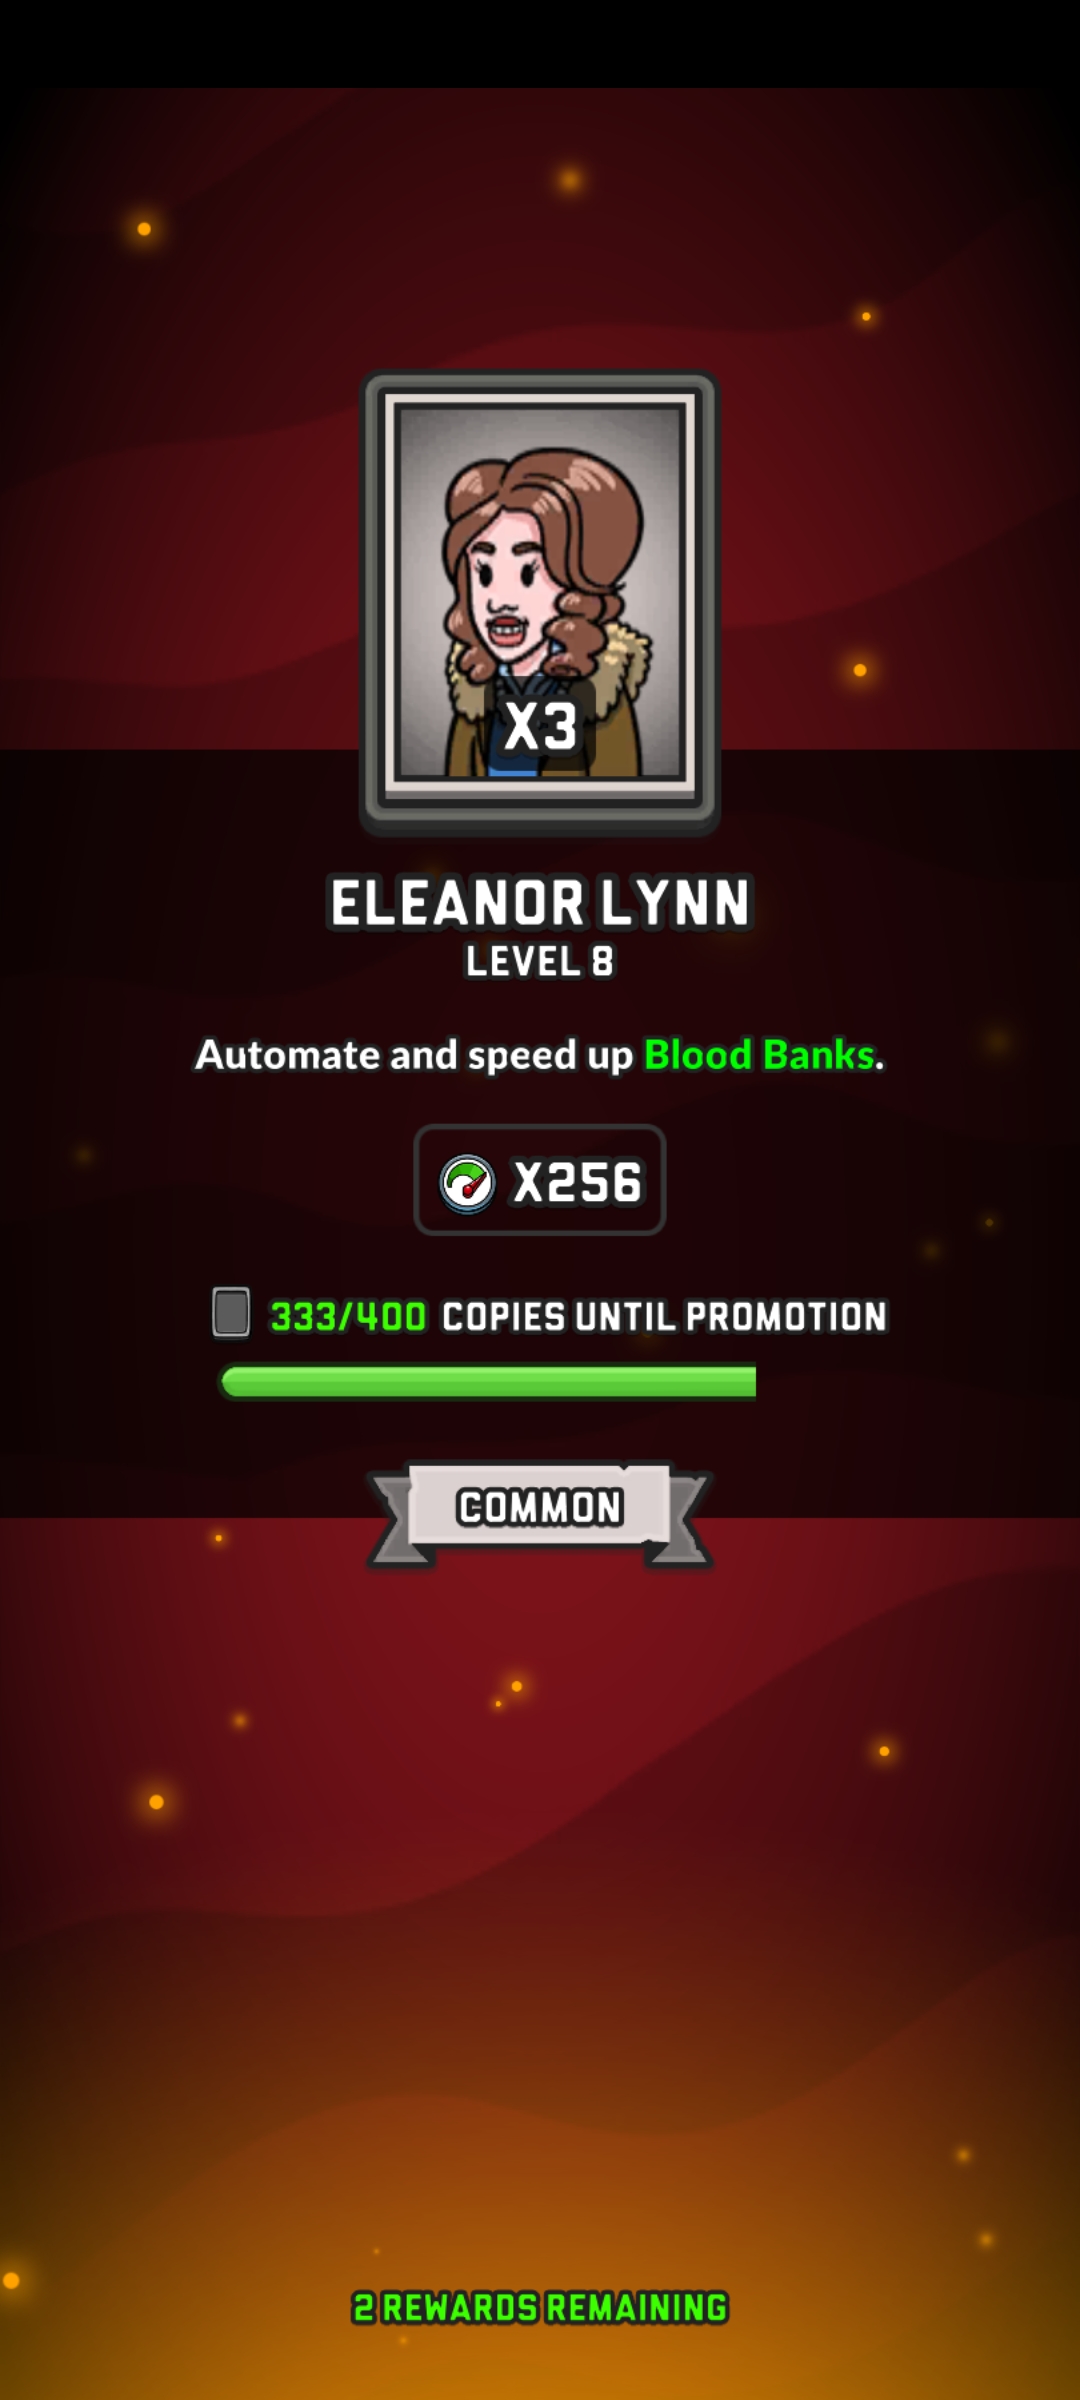 X3
ELEANOR LYNN
LEVEL 8
Automate and speed up Blood Banks.
X256
333/400 COPIES UNTIL PROMOTION
COMMON
2 REWARDS REMAINING